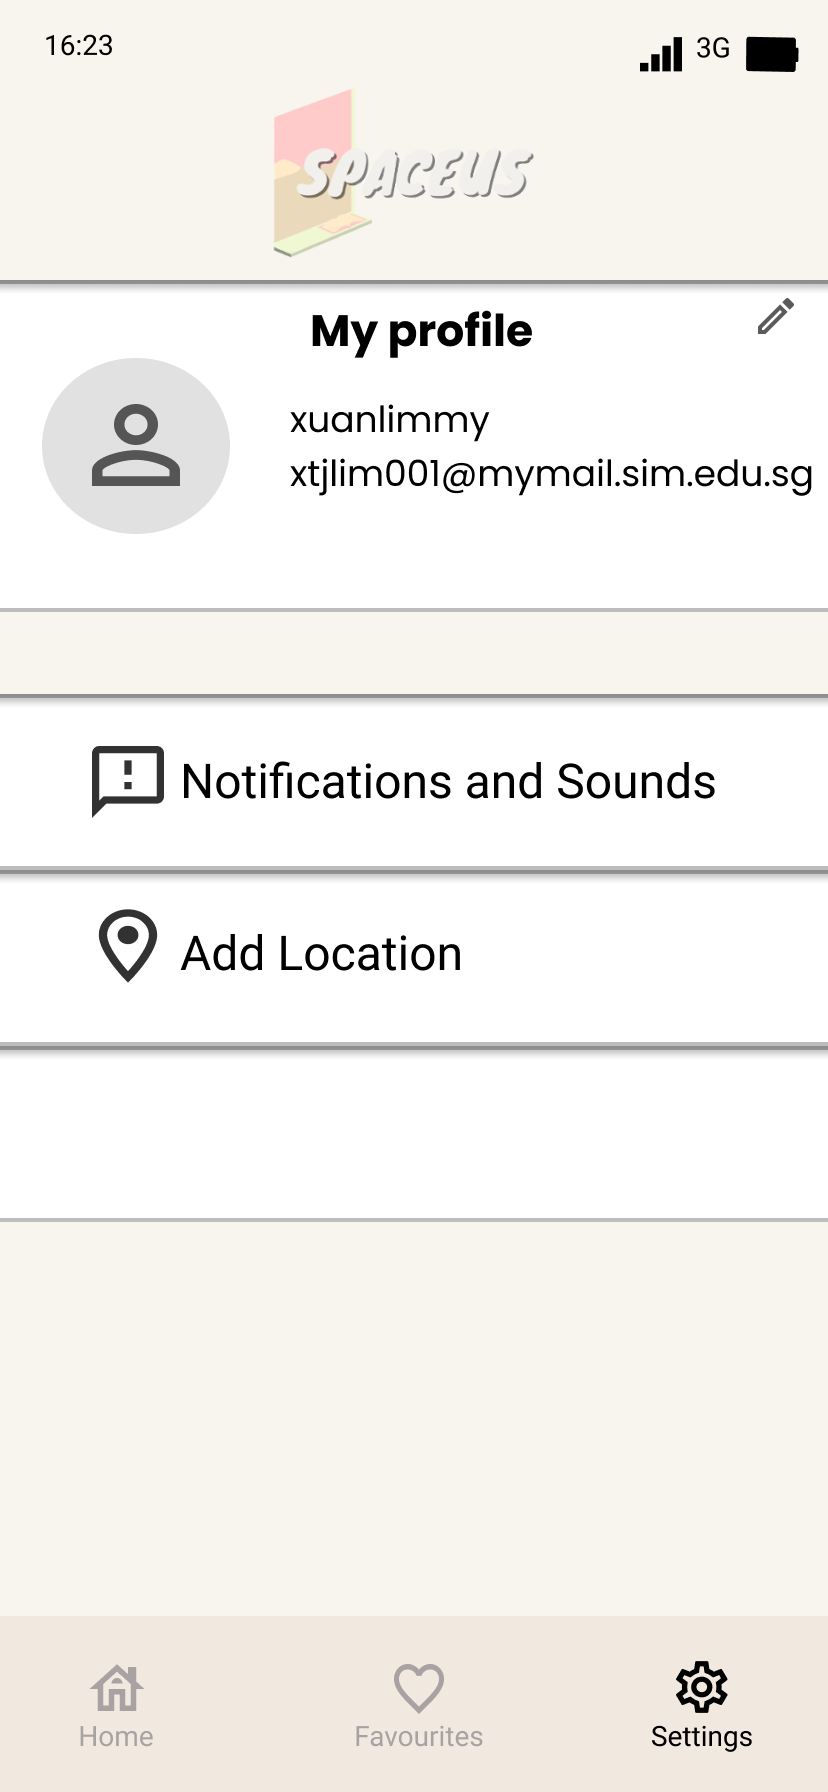 16:23
3G
SPACEUS
My profile
xuanlimmy
xtjlim001@mymail.sim.edu.sg
Notifications and Sounds
Add Location
Home
Favourites
Settings